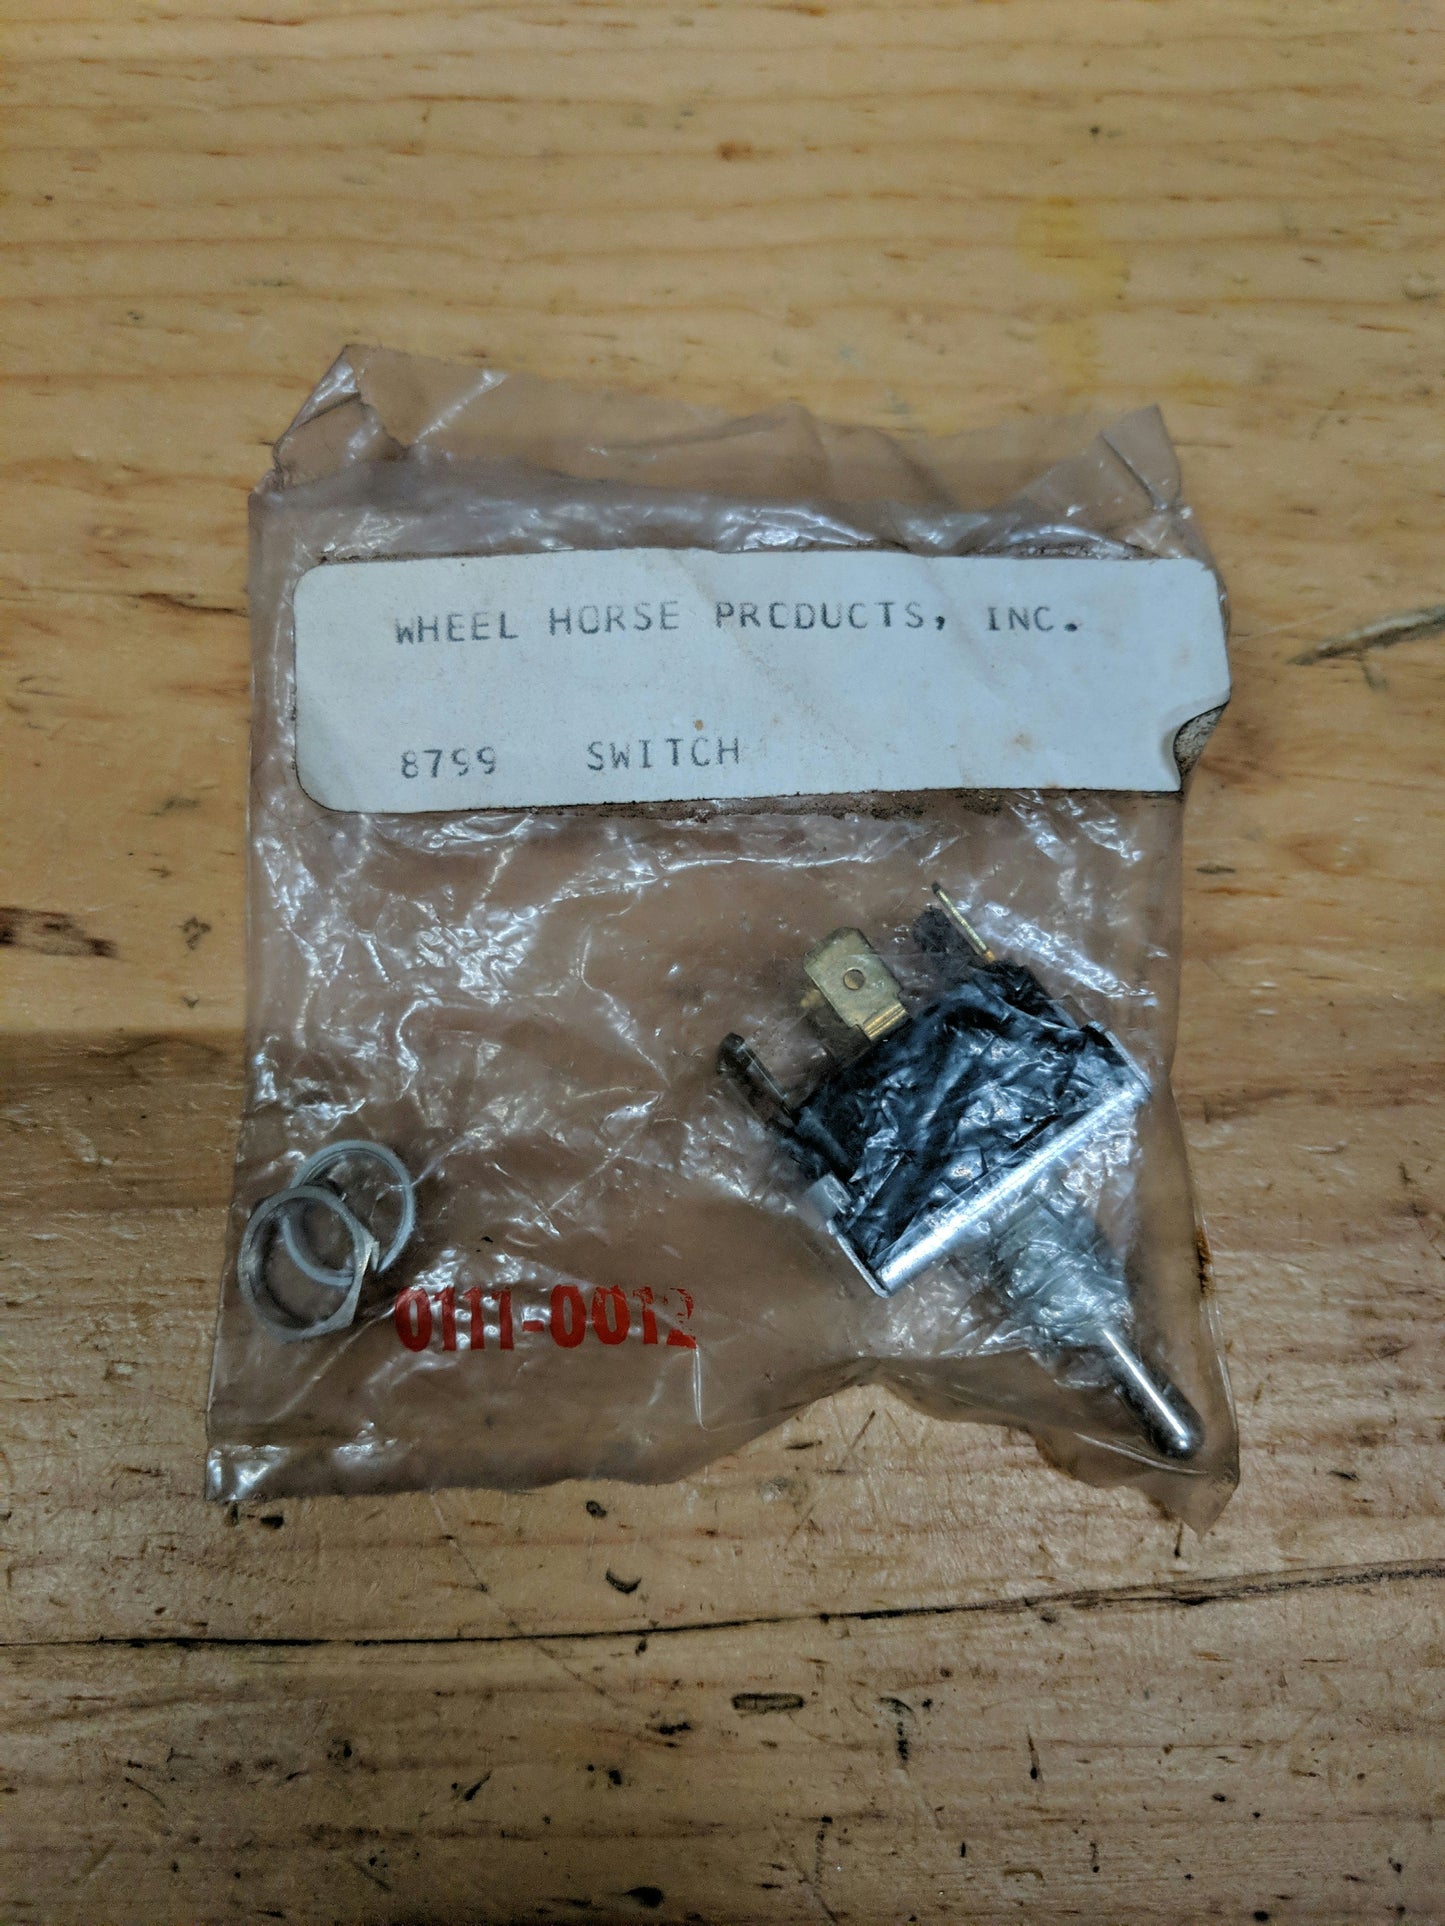 WHEEL HORSE PRODUCTS, INC.
8799 SWITCH
0111-0012